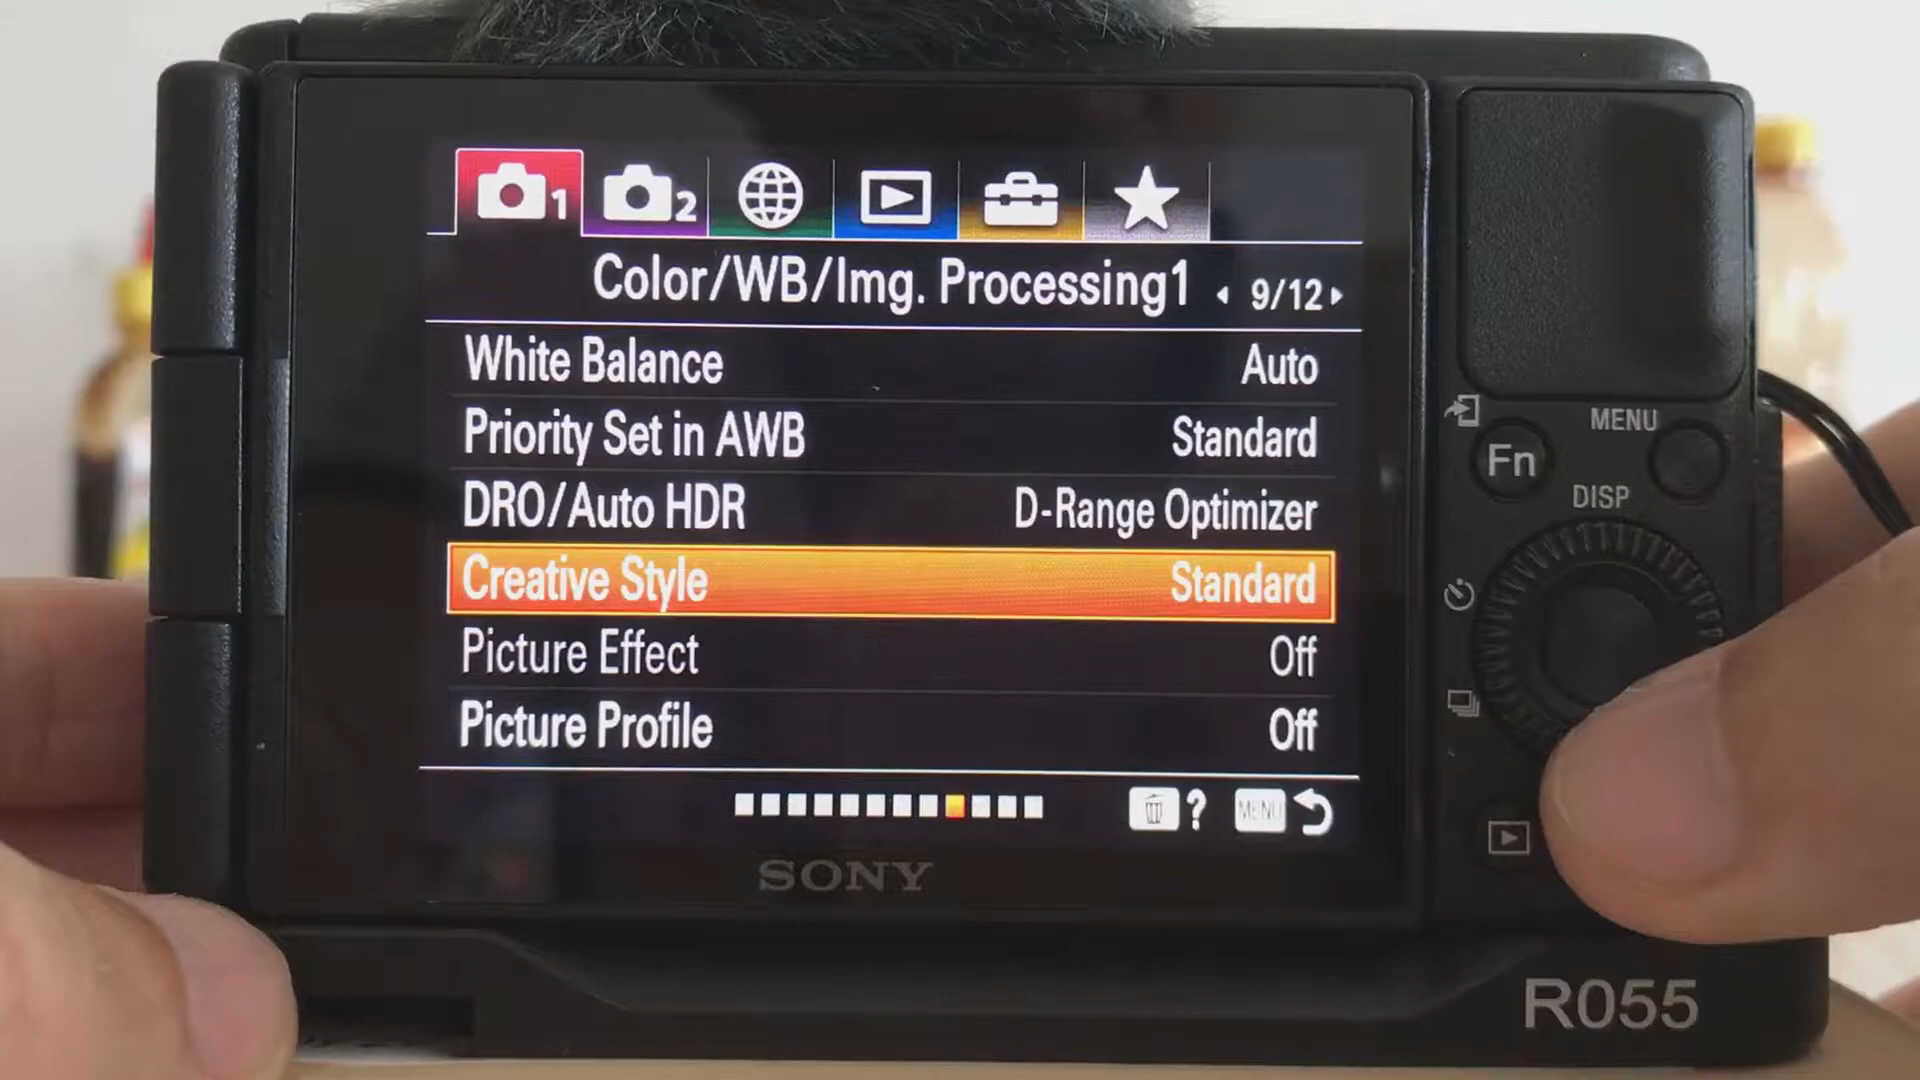 1
2
Color/WB/Img. Processing1 9/12
White Balance Auto
Priority Set in AWB Standard
DRO/Auto HDR D-Range Optimizer
Creative Style Standard
Picture Effect Off
Picture Profile Off
? MENU
SONY
MENU
Fn
DISP
R055